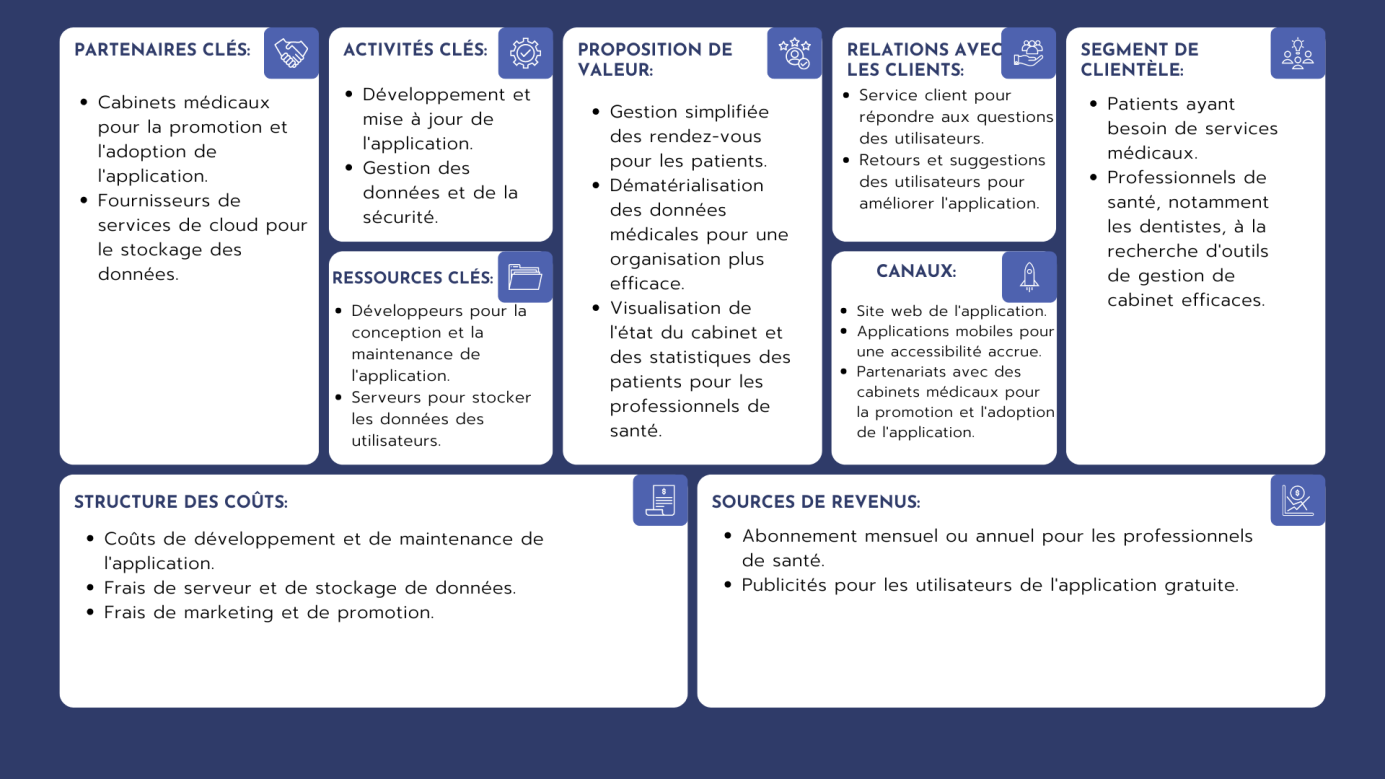 PARTENAIRES CLÉS:
• Cabinets médicaux
pour la promotion et
l'adoption de
l'application.
• Fournisseurs de
services de cloud pour
le stockage des
données.
ACTIVITÉS CLÉS:
• Développement et
mise à jour de
l'application.
• Gestion des
données et de la
sécurité.
RESSOURCES CLÉS:
• Développeurs pour la
conception et la
maintenance de
l'application.
• Serveurs pour stocker
les données des
utilisateurs.
PROPOSITION DE
VALEUR:
• Gestion simplifiée
des rendez-vous
pour les patients.
• Dématérialisation
des données
médicales pour une
organisation plus
efficace.
• Visualisation de
l'état du cabinet et
des statistiques des
patients pour les
professionnels de
santé.
RELATIONS AVEC
LES CLIENTS:
• Service client pour
répondre aux questions
des utilisateurs.
• Retours et suggestions
des utilisateurs pour
améliorer l'application.
CANAUX:
• Site web de l'application.
• Applications mobiles pour
une accessibilité accrue.
• Partenariats avec des
cabinets médicaux pour
la promotion et l'adoption
de l'application.
SEGMENT DE
CLIENTÈLE:
• Patients ayant
besoin de services
médicaux.
• Professionnels de
santé, notamment
les dentistes, à la
recherche d'outils
de gestion de
cabinet efficaces.
STRUCTURE DES COÛTS:
• Coûts de développement et de maintenance de
l'application.
• Frais de serveur et de stockage de données.
• Frais de marketing et de promotion.
SOURCES DE REVENUS:
• Abonnement mensuel ou annuel pour les professionnels
de santé.
• Publicités pour les utilisateurs de l'application gratuite.